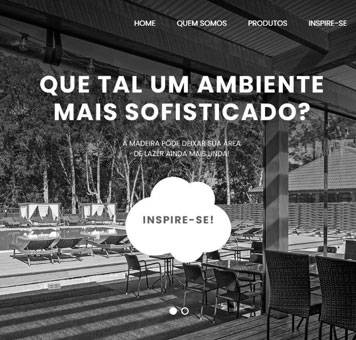 HOME QUEM SOMOS PRODUTOS INSPIRE-SE
QUE TAL UM AMBIENTE
MAIS SOFISTICADO?
A MADEIRA PODE DEIXAR SUA ÁREA
DE LAZER AINDA MAIS LINDA!
INSPIRE-SE!